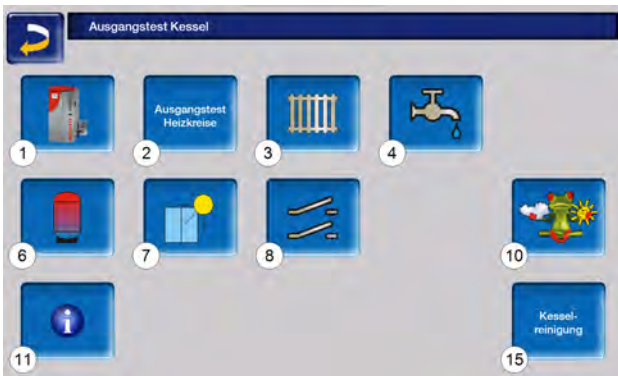 Ausgangstest Kessel
Ausgangstest
Heizkreise
1
2
3
4
6
7
8
10
i
Kessel-
reinigung
11
15